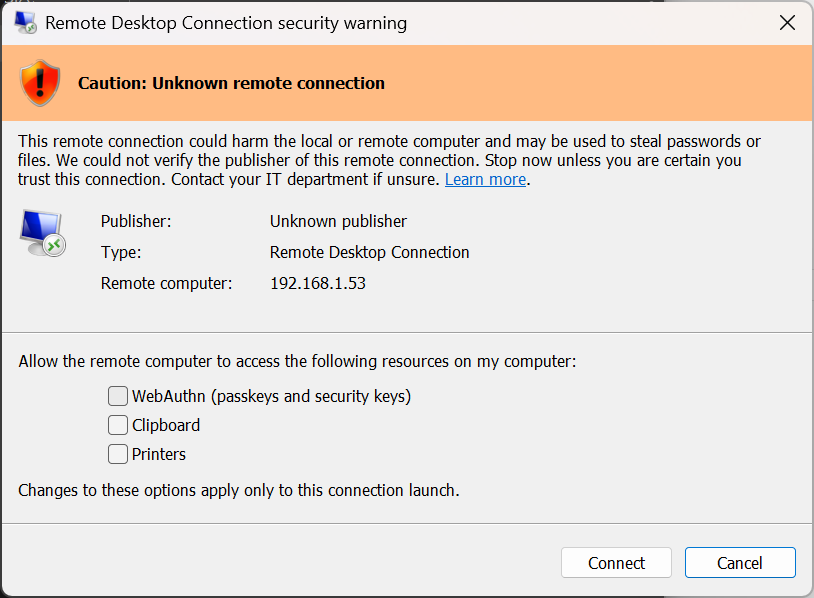 Remote Desktop Connection security warning
Caution: Unknown remote connection
This remote connection could harm the local or remote computer and may be used to steal passwords or
files. We could not verify the publisher of this remote connection. Stop now unless you are certain you
trust this connection. Contact your IT department if unsure. Learn more.
Publisher: Unknown publisher
Type: Remote Desktop Connection
Remote computer: 192.168.1.53
Allow the remote computer to access the following resources on my computer:
WebAuthn (passkeys and security keys)
Clipboard
Printers
Changes to these options apply only to this connection launch.
Connect Cancel